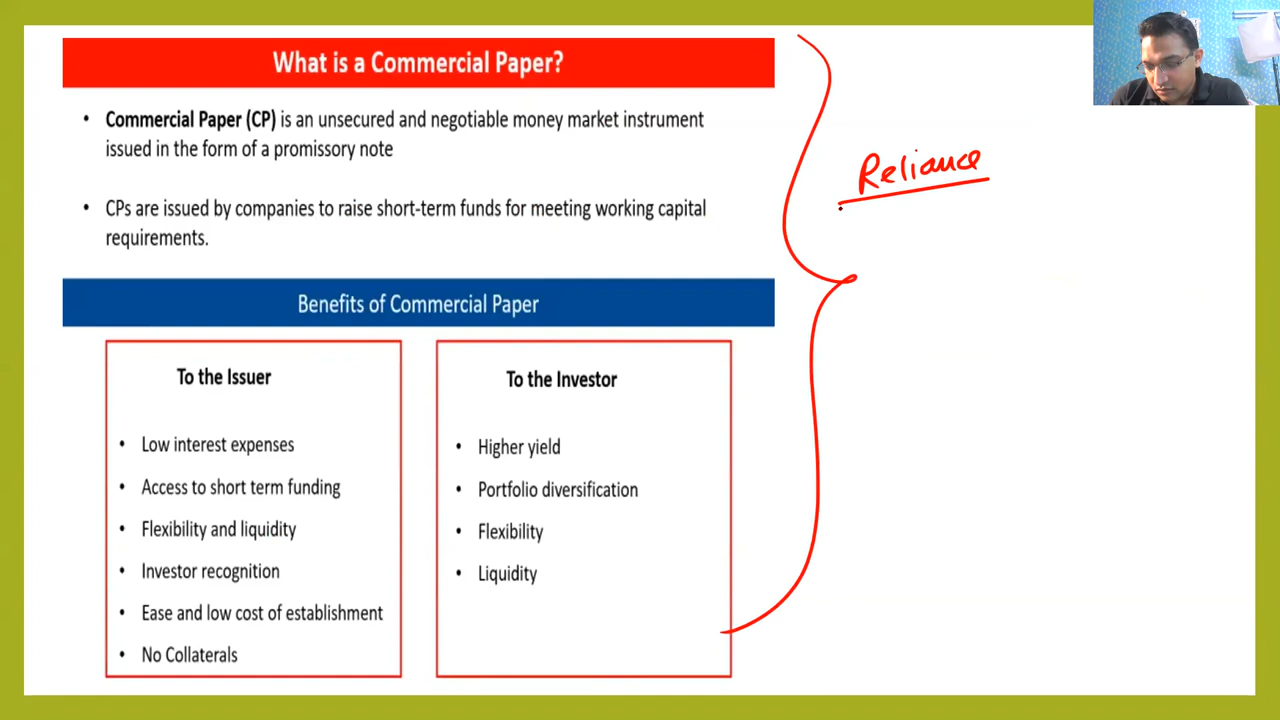 What is a Commercial Paper?
• Commercial Paper (CP) is an unsecured and negotiable money market instrument
issued in the form of a promissory note
• CPs are issued by companies to raise short-term funds for meeting working capital
requirements.
Reliance
Benefits of Commercial Paper
To the Issuer
• Low interest expenses
• Access to short term funding
• Flexibility and liquidity
• Investor recognition
• Ease and low cost of establishment
• No Collaterals
To the Investor
• Higher yield
• Portfolio diversification
• Flexibility
• Liquidity